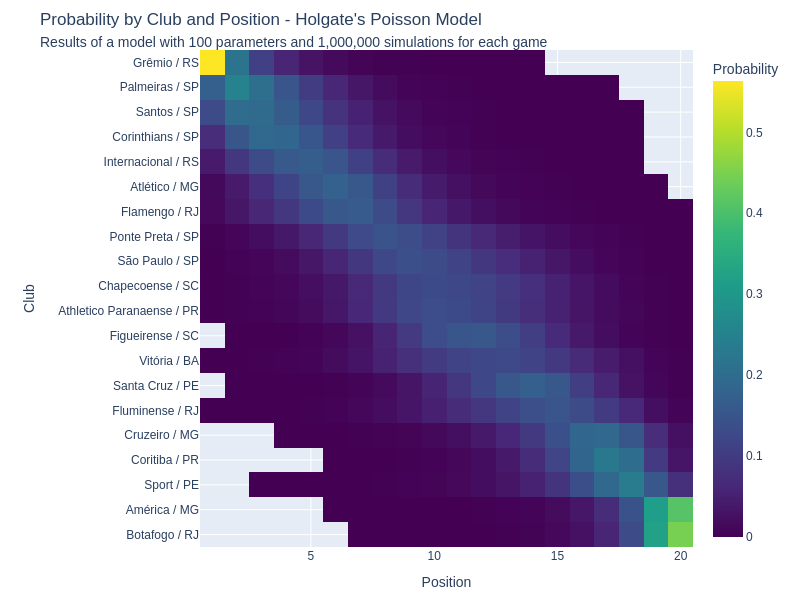 Probability by Club and Position - Holgate's Poisson Model
Results of a model with 100 parameters and 1,000,000 simulations for each game
Probability
Club
Grêmio / RS
Palmeiras / SP
Santos / SP
Corinthians / SP
Internacional / RS
Atlético / MG
Flamengo / RJ
Ponte Preta / SP
São Paulo / SP
Chapecoense / SC
Athletico Paranaense / PR
Figueirense / SC
Vitória / BA
Santa Cruz / PE
Fluminense / RJ
Cruzeiro / MG
Coritiba / PR
Sport / PE
América / MG
Botafogo / RJ
0.5
0.4
0.3
0.2
0.1
0
5
10
15
20
Position